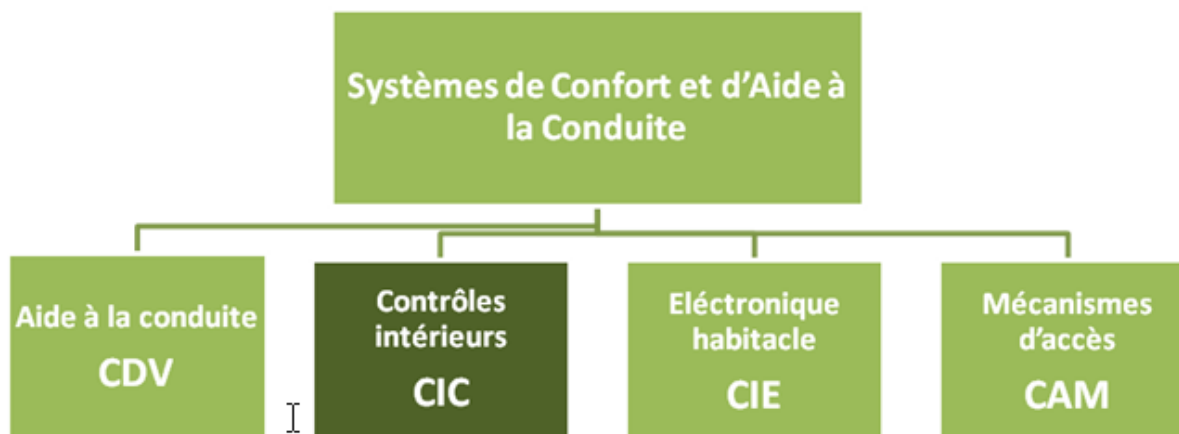 Systèmes de Confort et d'Aide à
la Conduite
Aide à la conduite
CDV
Contrôles
intérieurs
CIC
Eléctronique
habitacle
CIE
Mécanismes
d'accès
CAM